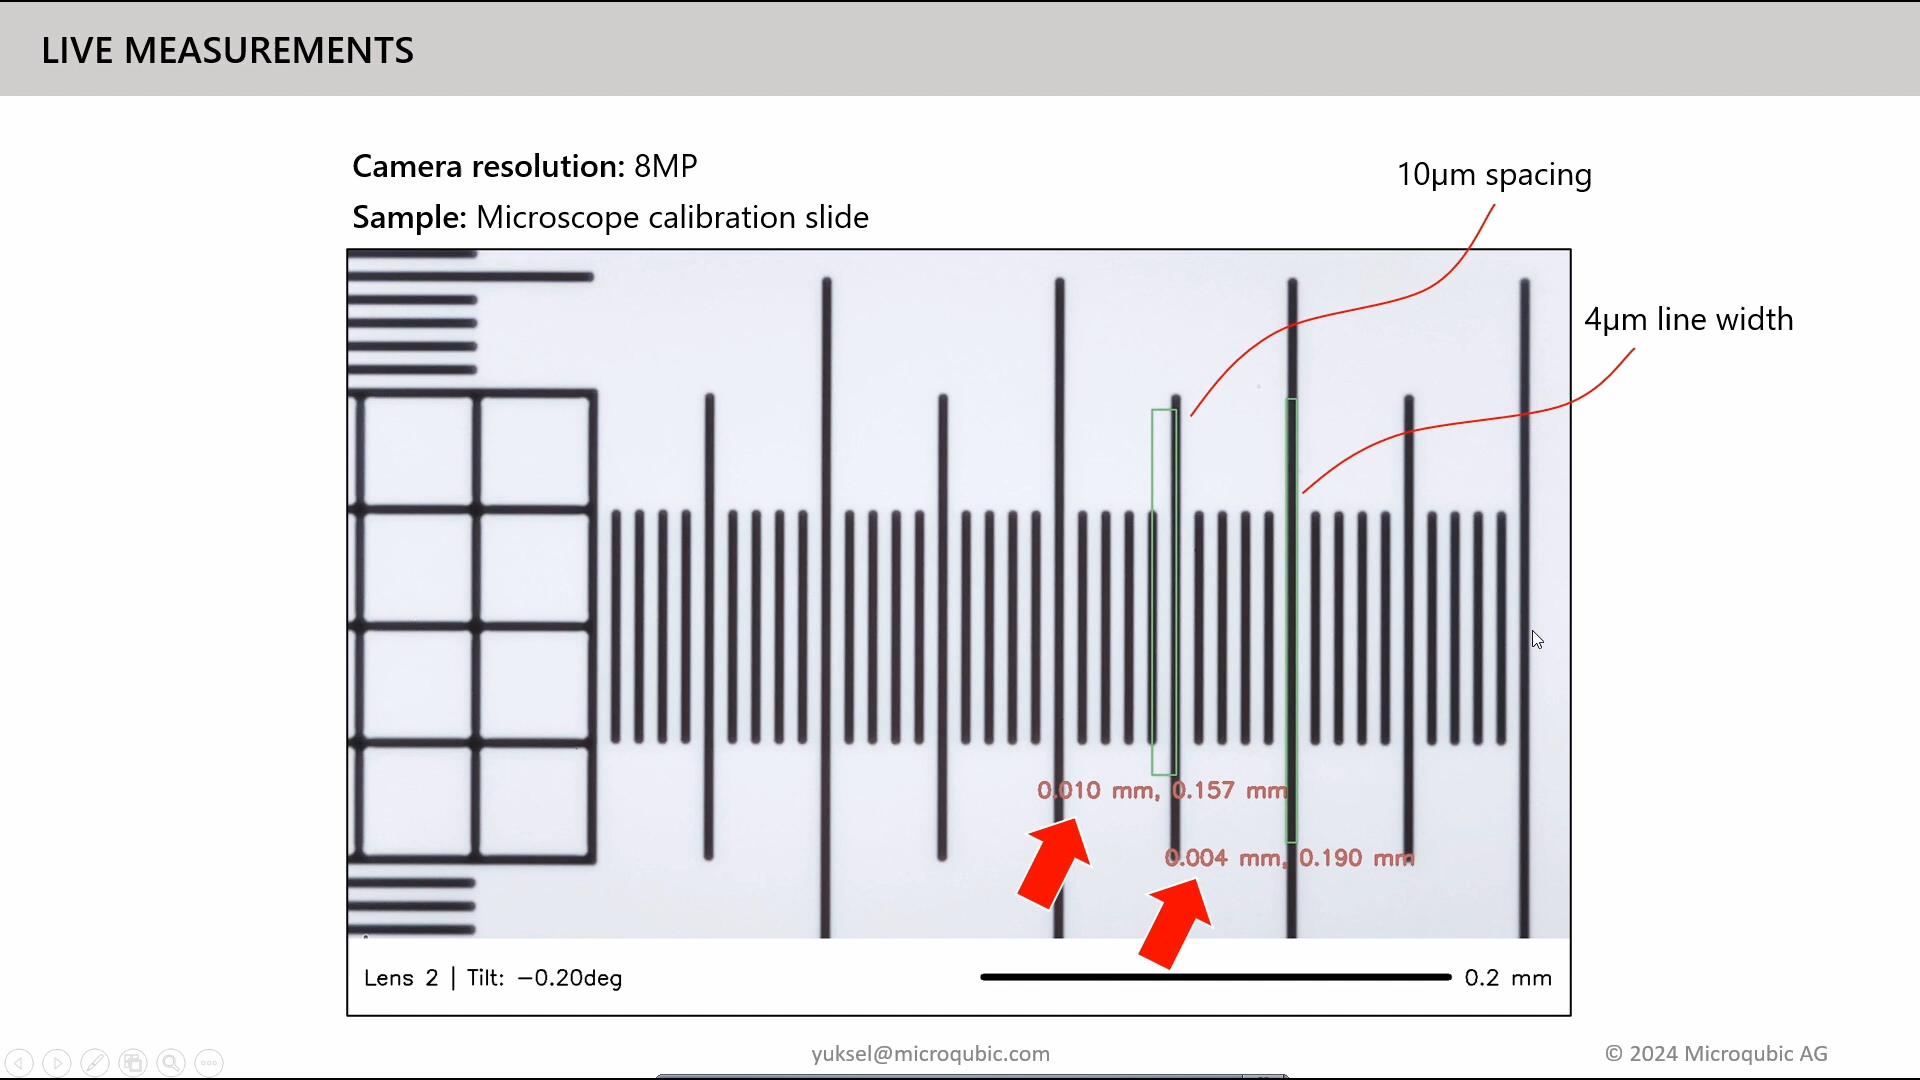 LIVE MEASUREMENTS
Camera resolution: 8MP
Sample: Microscope calibration slide
10µm spacing
4µm line width
0.010 mm, 0.157 mm
0.004 mm, 0.190 mm
Lens 2 | Tilt: −0.20deg
0.2 mm
yuksel@microqubic.com
© 2024 Microqubic AG